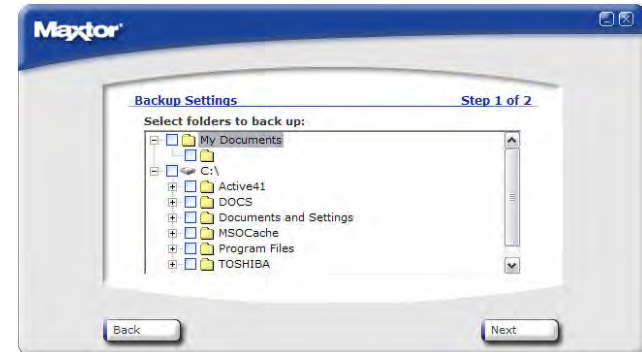 Maxtor
Backup Settings Step 1 of 2
Select folders to back up:
My Documents
C:\
Active41
DOCS
Documents and Settings
MSOCache
Program Files
TOSHIBA
Back Next